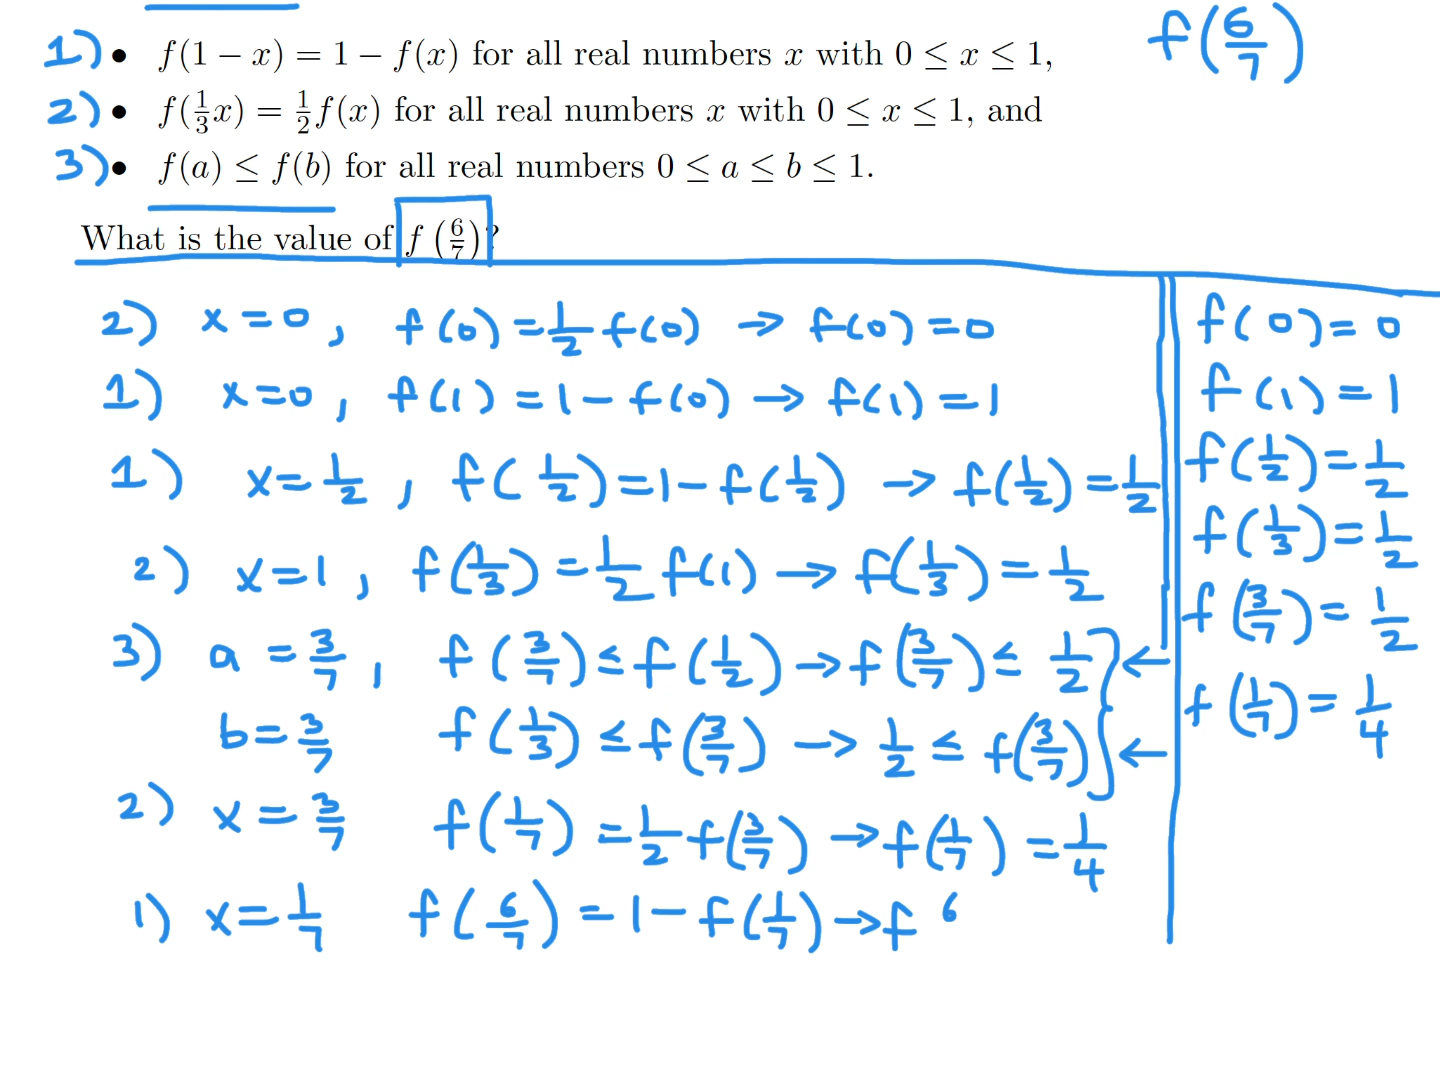 1) • f(1 − x) = 1 − f(x) for all real numbers x with 0 ≤ x ≤ 1, f(6/7)
2) • f(1/3x) = 1/2f(x) for all real numbers x with 0 ≤ x ≤ 1, and
3) • f(a) ≤ f(b) for all real numbers 0 ≤ a ≤ b ≤ 1.
What is the value of f(6/7)?
2) x=0, f(0)=1/2 f(0) → f(0)=0
1) x=0, f(1)=1−f(0) → f(1)=1
1) x=1/2, f(1/2)=1−f(1/2) → f(1/2)=1/2
2) x=1, f(1/3)=1/2 f(1) → f(1/3)=1/2
3) a=3/7, f(3/7)≤f(1/2) → f(3/7)≤1/2 ←
b=3/7 f(1/3)≤f(3/7) → 1/2≤f(3/7) ←
2) x=3/7 f(1/7)=1/2 f(3/7) → f(1/7)=1/4
1) x=1/7 f(6/7)=1−f(1/7) → f 6
f(0)=0
f(1)=1
f(1/2)=1/2
f(1/3)=1/2
f(3/7)=1/2
f(1/7)=1/4